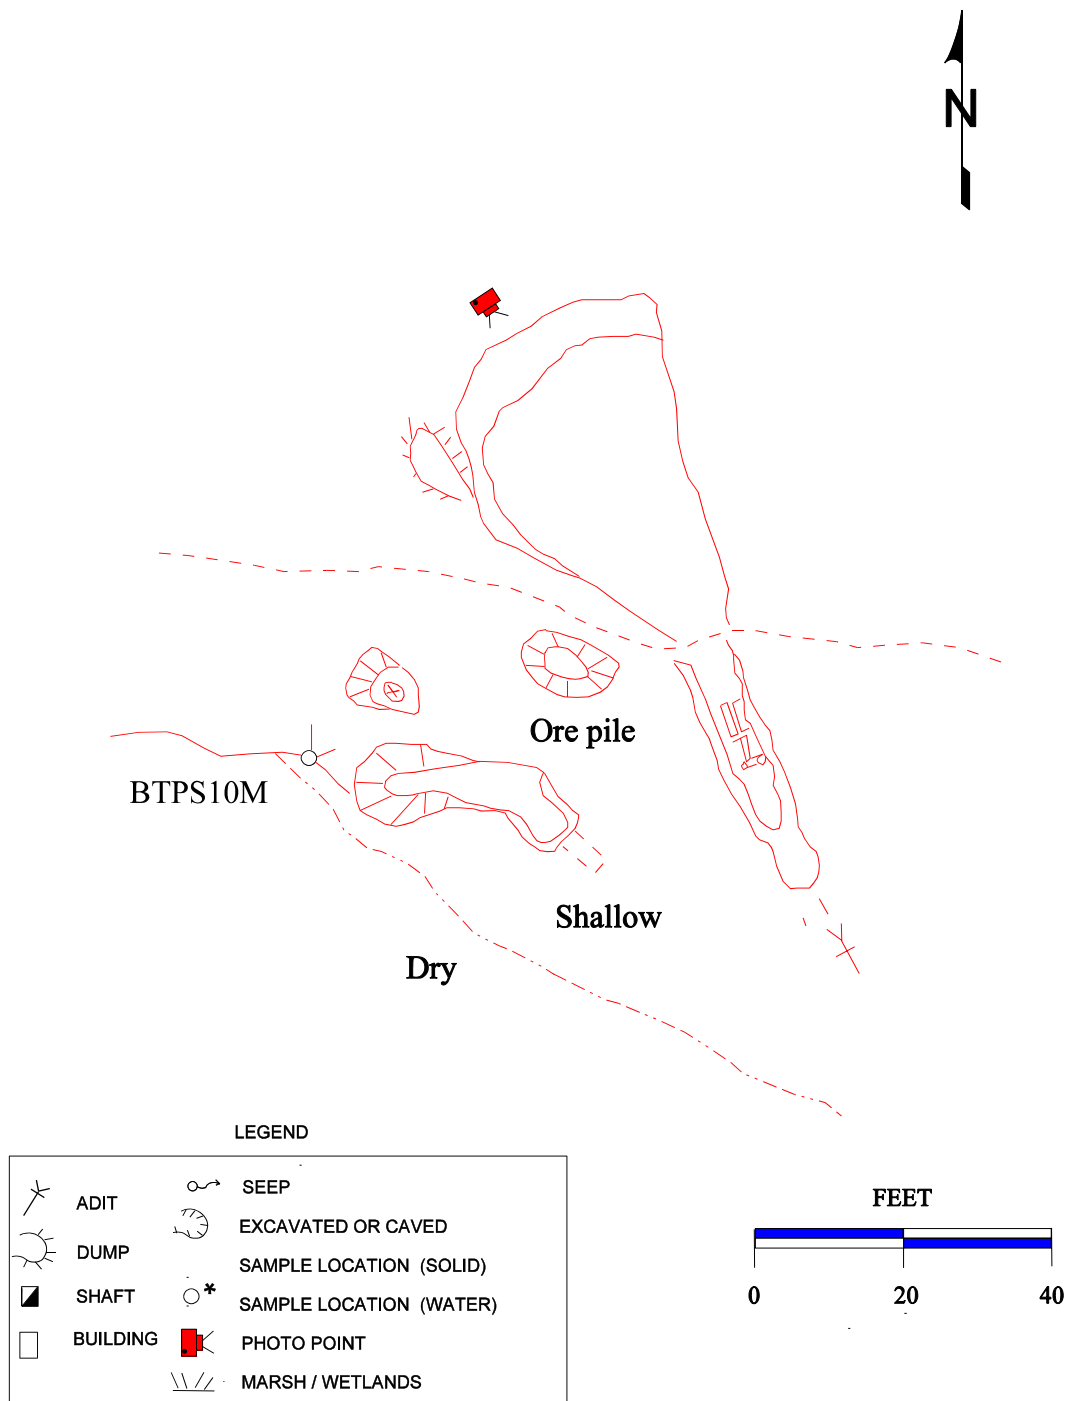 N
Ore pile
BTPS10M
Shallow
Dry
LEGEND
ADIT
DUMP
SHAFT
BUILDING
SEEP
EXCAVATED OR CAVED
SAMPLE LOCATION (SOLID)
SAMPLE LOCATION (WATER)
PHOTO POINT
MARSH / WETLANDS
FEET
0 20 40